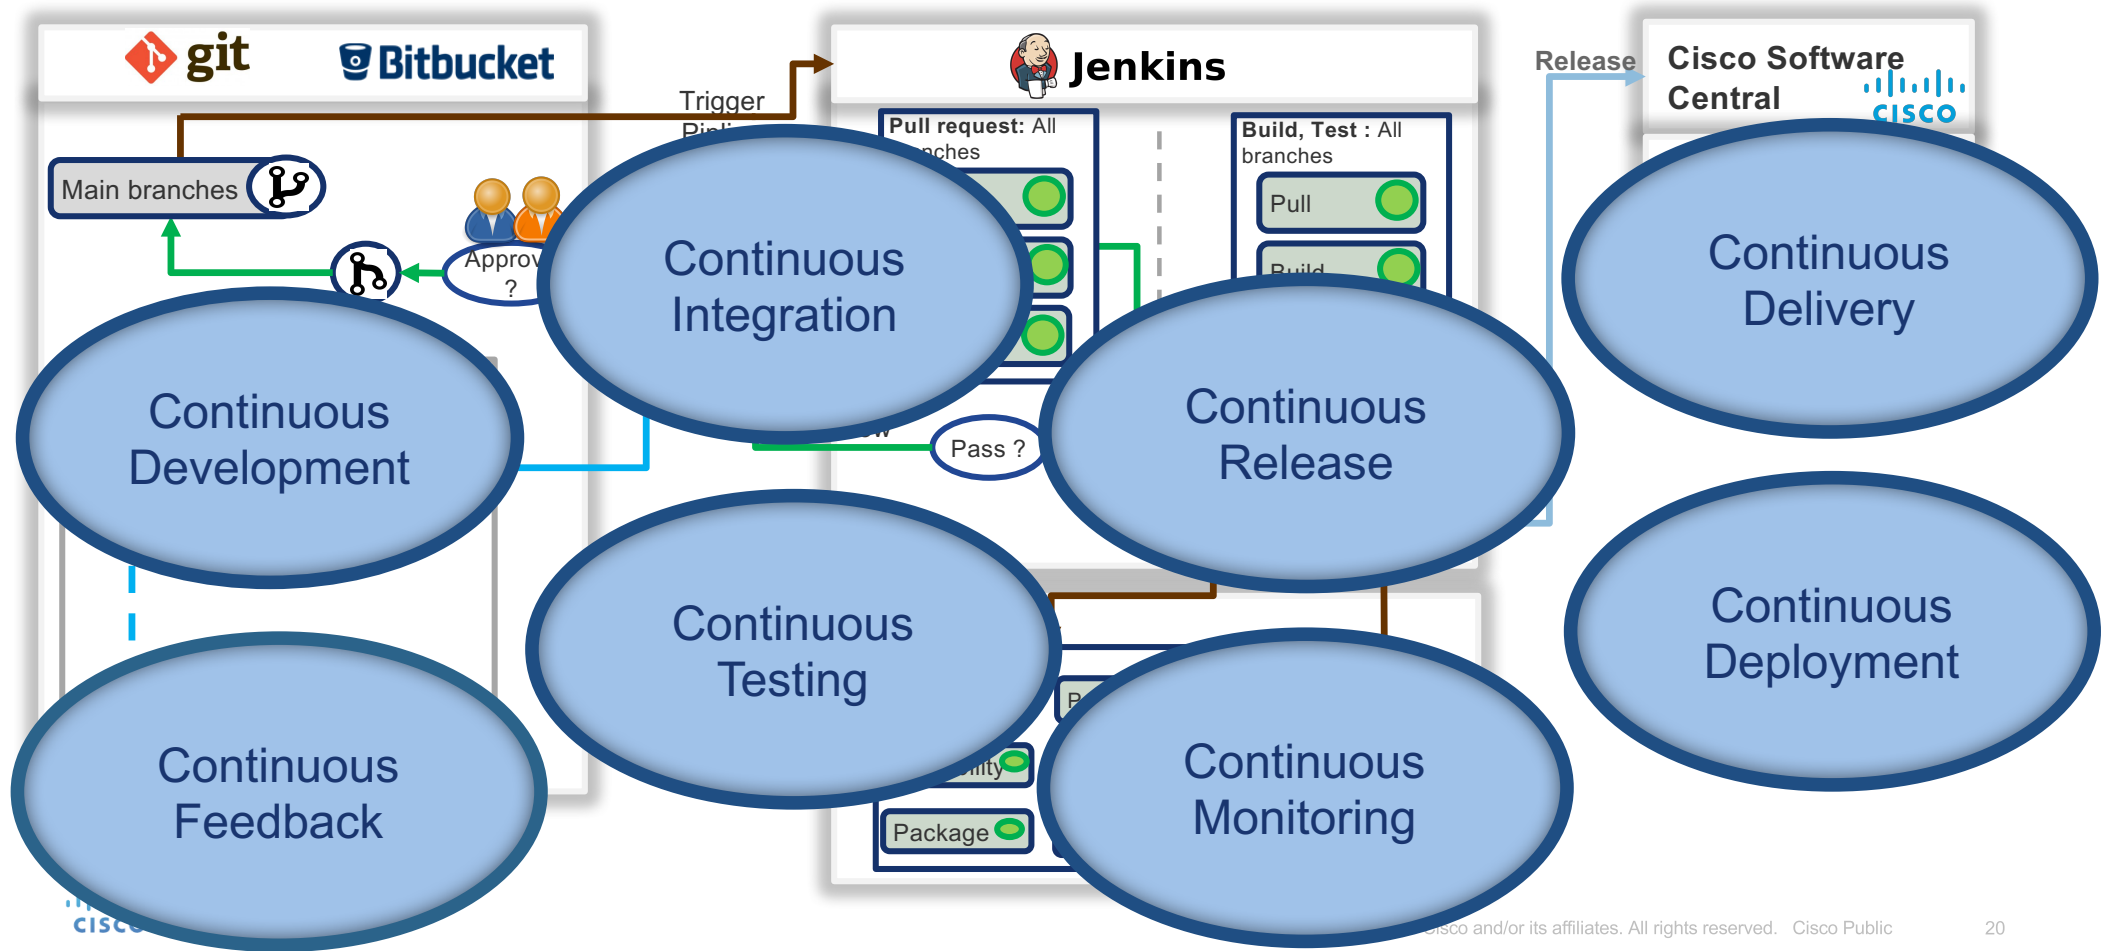 git
Bitbucket
Jenkins
Release
Cisco Software
Central
CISCO
Trigger
Pull request: All
Build, Test : All
branches
Main branches
Pull
Build
?
Continuous
Integration
Continuous
Delivery
Continuous
Development
Continuous
Release
Pass ?
Continuous
Testing
Continuous
Deployment
Continuous
Feedback
Continuous
Monitoring
Package
CISCO
and/or its affiliates. All rights reserved. Cisco Public
20